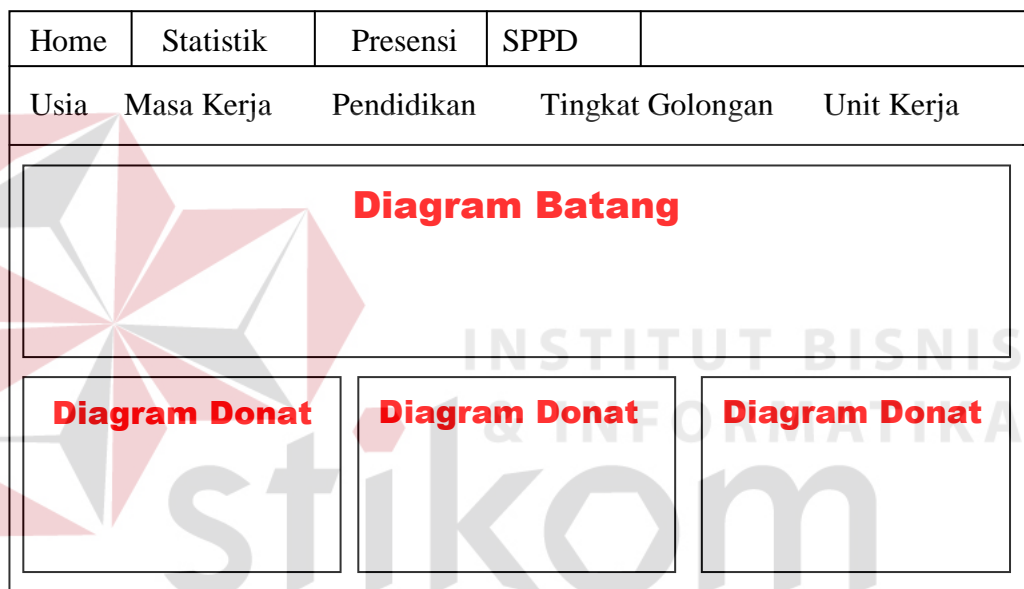 Home Statistik Presensi SPPD
Usia Masa Kerja Pendidikan Tingkat Golongan Unit Kerja
Diagram Batang
INSTITUT BISNIS
Diagram Donat Diagram Donat Diagram Donat
& INFORMATIKA
stikom